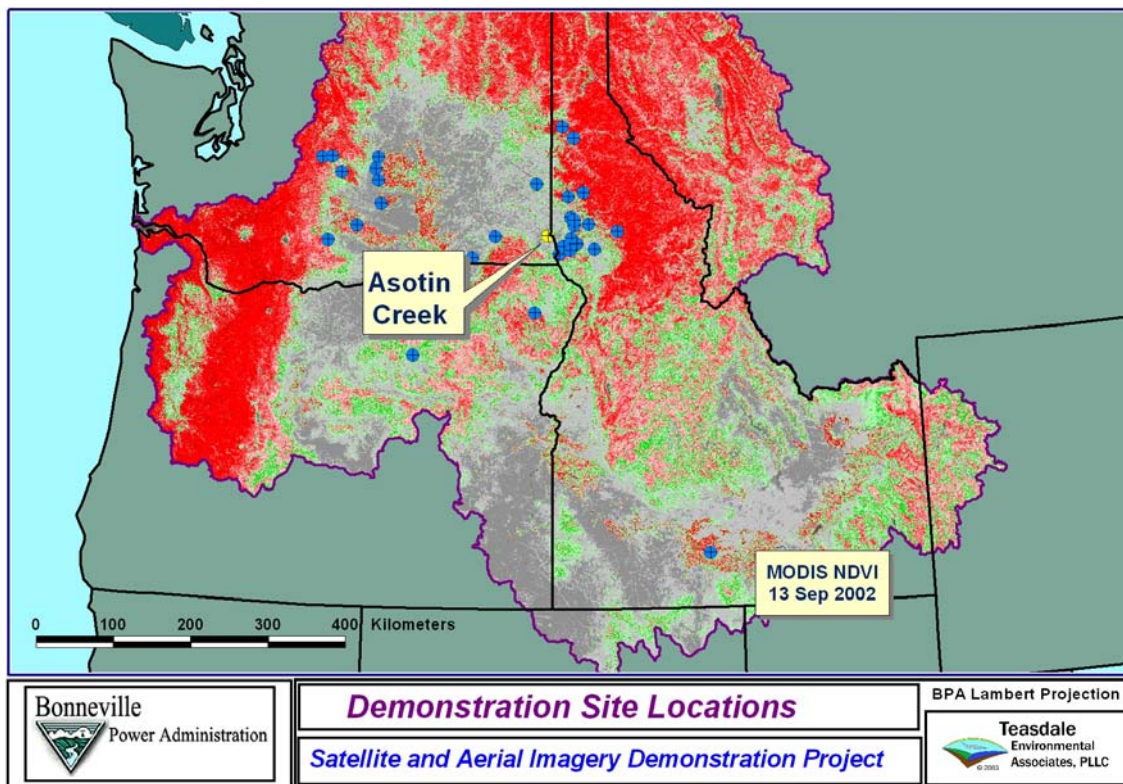 Asotin
Creek
MODIS NDVI
13 Sep 2002
0 100 200 300 400 Kilometers
Bonneville
Power Administration
Demonstration Site Locations
Satellite and Aerial Imagery Demonstration Project
BPA Lambert Projection
Teasdale
Environmental
Associates, PLLC
© 2003